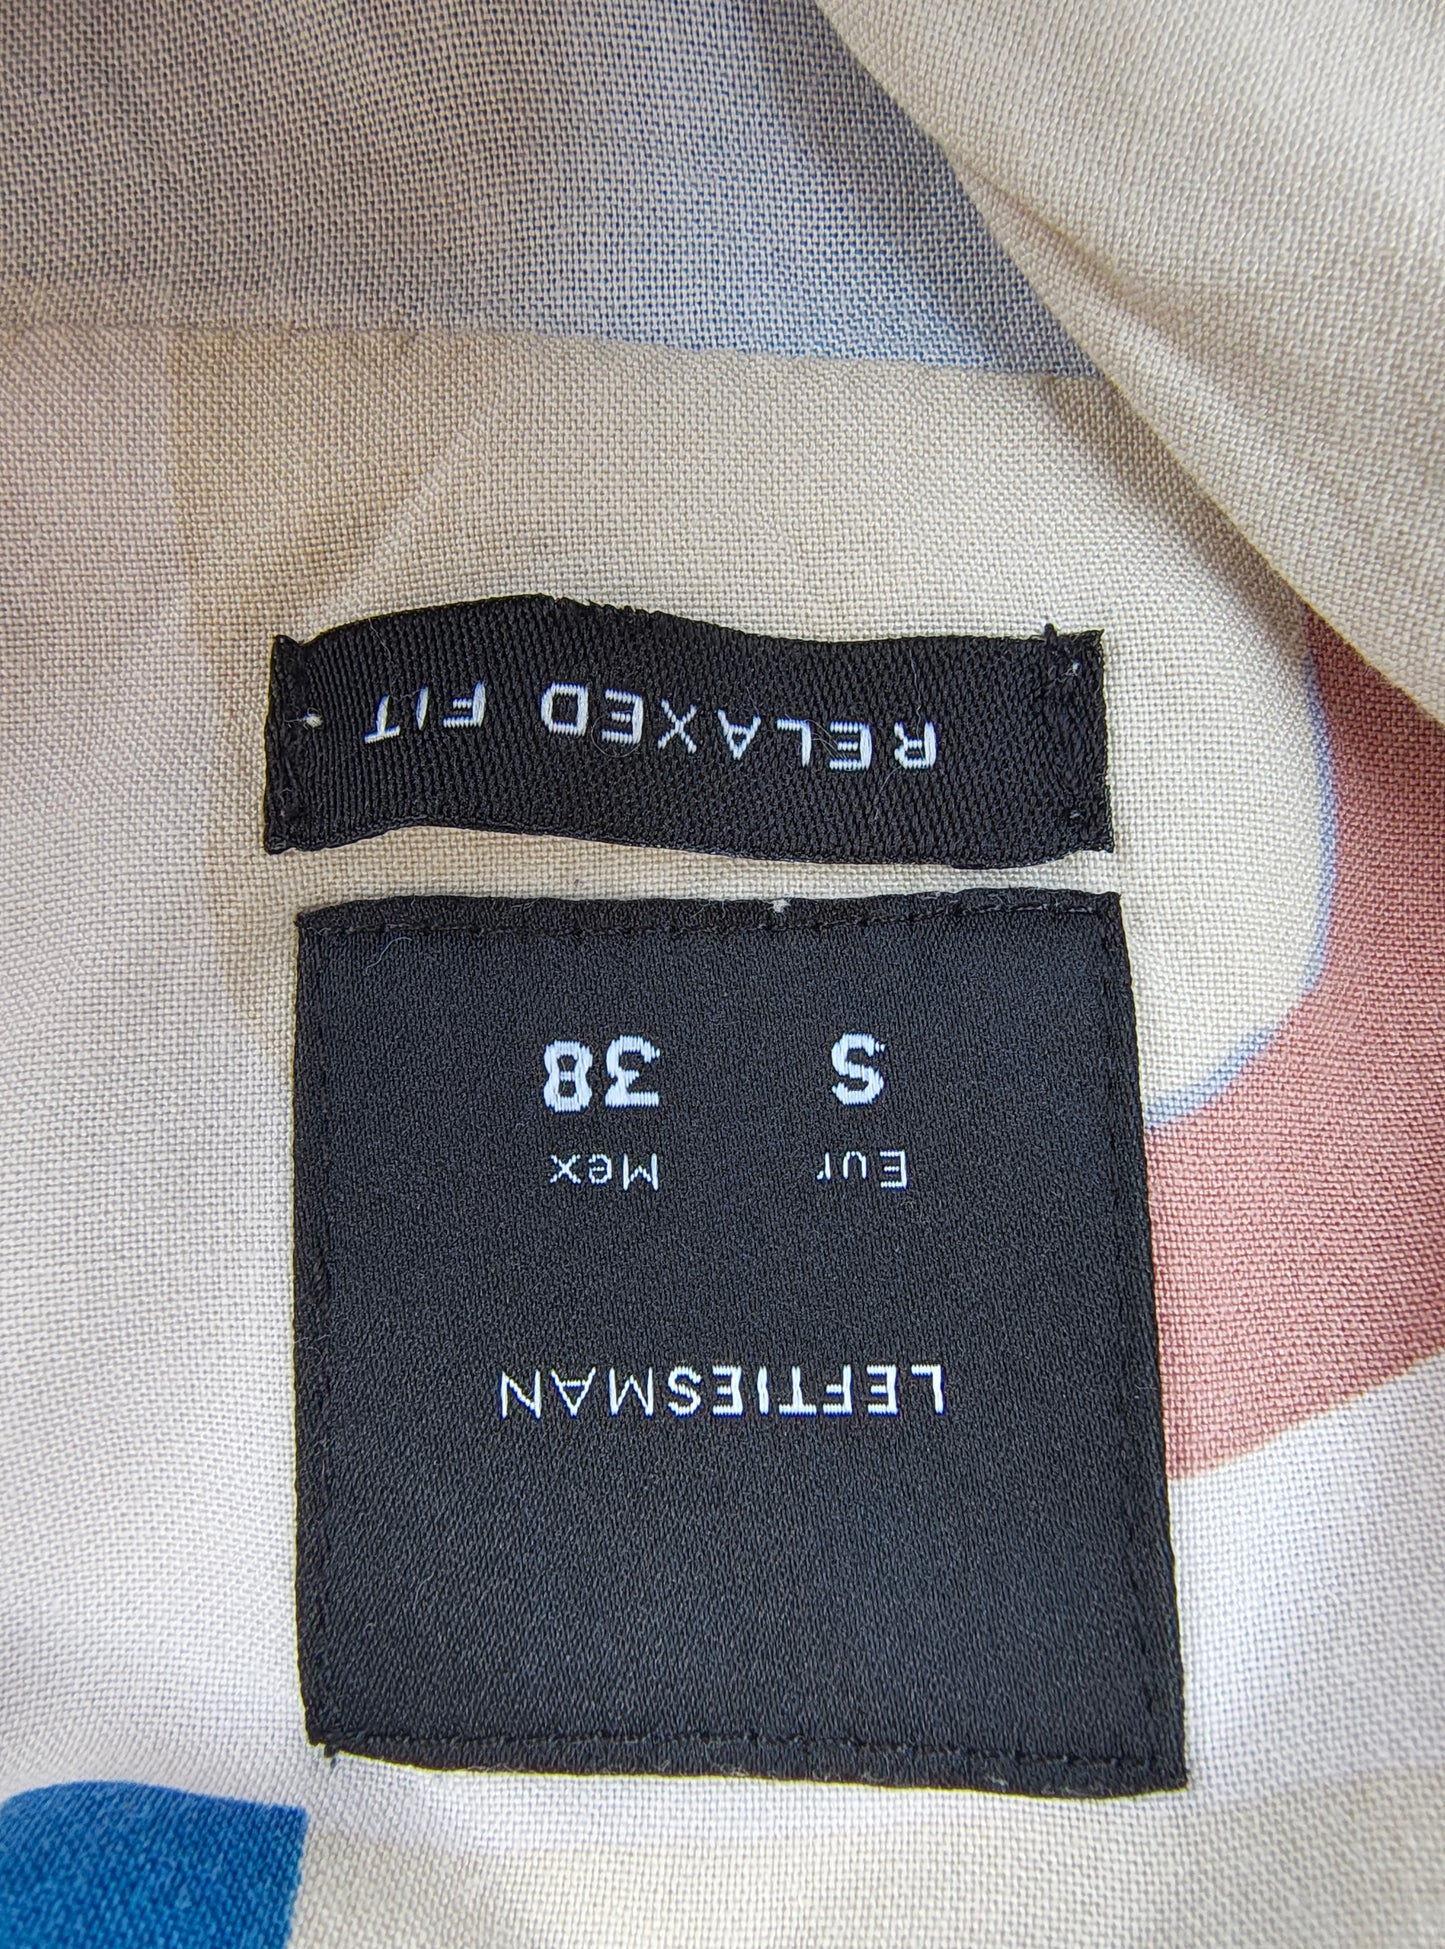 LEFTIESMAN
Eur Mex
S 38
RELAXED FIT